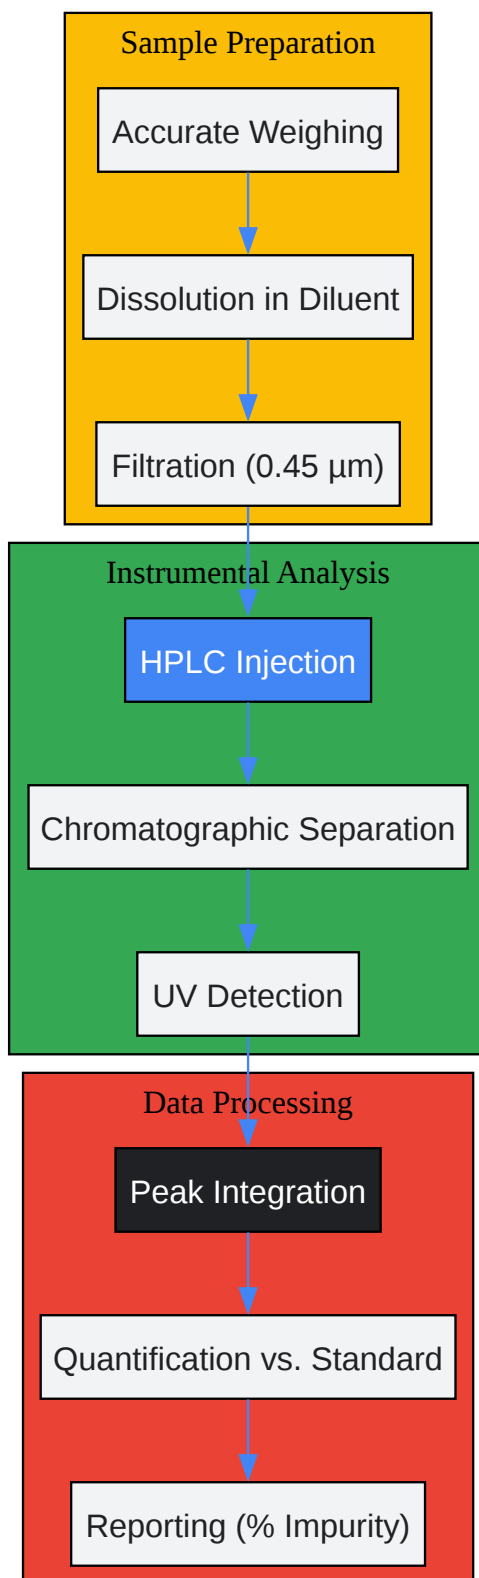 Sample Preparation
Accurate Weighing
Dissolution in Diluent
Filtration (0.45 µm)
Instrumental Analysis
HPLC Injection
Chromatographic Separation
UV Detection
Data Processing
Peak Integration
Quantification vs. Standard
Reporting (% Impurity)